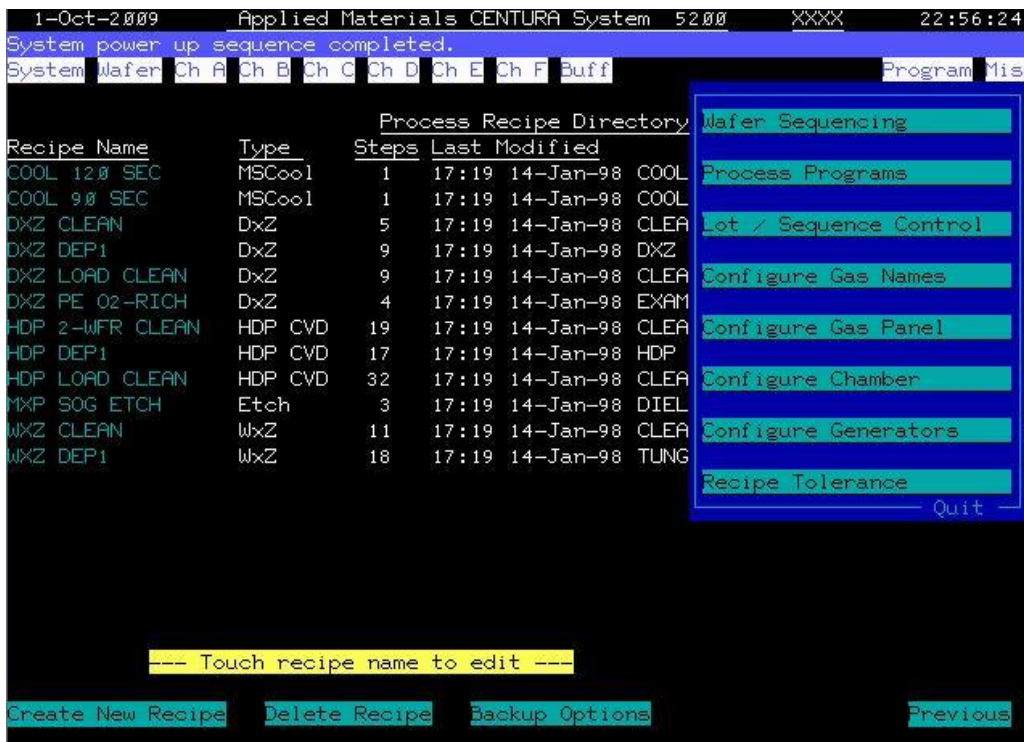 1-Oct-2009 Applied Materials CENTURA System 5200 XXXX 22:56:24
System power up sequence completed.
System Wafer Ch A Ch B Ch C Ch D Ch E Ch F Buff Program Mis
Process Recipe Directory
Recipe Name Type Steps Last Modified
COOL 120 SEC MSCool 1 17:19 14-Jan-98 COOL
COOL 90 SEC MSCool 1 17:19 14-Jan-98 COOL
DXZ CLEAN DxZ 5 17:19 14-Jan-98 CLEA
DXZ DEP1 DxZ 9 17:19 14-Jan-98 DXZ
DXZ LOAD CLEAN DxZ 9 17:19 14-Jan-98 CLEA
DXZ PE O2-RICH DxZ 4 17:19 14-Jan-98 EXAM
HDP 2-WFR CLEAN HDP CVD 19 17:19 14-Jan-98 CLEA
HDP DEP1 HDP CVD 17 17:19 14-Jan-98 HDP
HDP LOAD CLEAN HDP CVD 32 17:19 14-Jan-98 CLEA
MXP SOG ETCH Etch 3 17:19 14-Jan-98 DIEL
WXZ CLEAN WxZ 11 17:19 14-Jan-98 CLEA
WXZ DEP1 WxZ 18 17:19 14-Jan-98 TUNG
Wafer Sequencing
Process Programs
Lot / Sequence Control
Configure Gas Names
Configure Gas Panel
Configure Chamber
Configure Generators
Recipe Tolerance
Quit
--- Touch recipe name to edit ---
Create New Recipe Delete Recipe Backup Options Previous